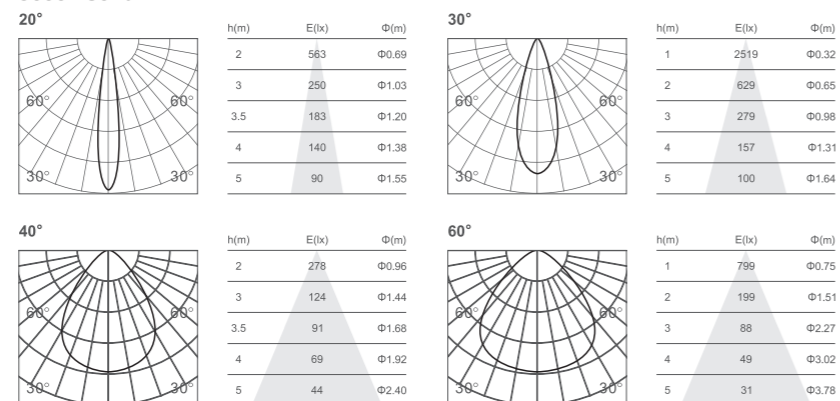 20°
h(m) E(lx) Φ(m)
2 563 Φ0.69
3 250 Φ1.03
3.5 183 Φ1.20
4 140 Φ1.38
5 90 Φ1.55
60° 60°
30° 30°
30°
h(m) E(lx) Φ(m)
1 2519 Φ0.32
2 629 Φ0.65
3 279 Φ0.98
4 157 Φ1.31
5 100 Φ1.64
60° 60°
30° 30°
40°
h(m) E(lx) Φ(m)
2 278 Φ0.96
3 124 Φ1.44
3.5 91 Φ1.68
4 69 Φ1.92
5 44 Φ2.40
60° 60°
30° 30°
60°
h(m) E(lx) Φ(m)
1 799 Φ0.75
2 199 Φ1.51
3 88 Φ2.27
4 49 Φ3.02
5 31 Φ3.78
60° 60°
30° 30°